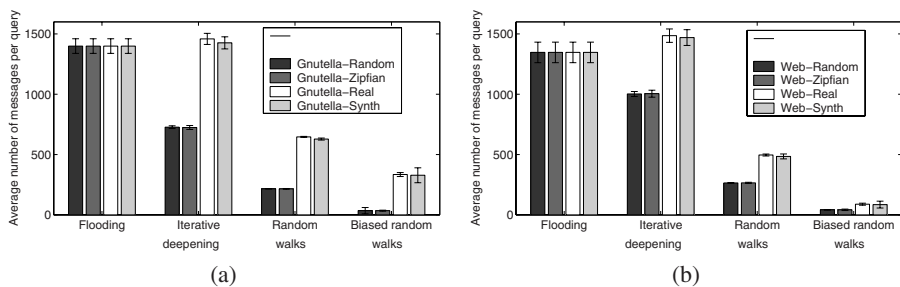 Average number of messages per query
1500
1000
500
0
Gnutella−Random
Gnutella−Zipfian
Gnutella−Real
Gnutella−Synth
Flooding
Iterative
deepening
Random
walks
Biased random
walks
(a)
Average number of messages per query
1500
1000
500
0
Web−Random
Web−Zipfian
Web−Real
Web−Synth
Flooding
Iterative
deepening
Random
walks
Biased random
walks
(b)